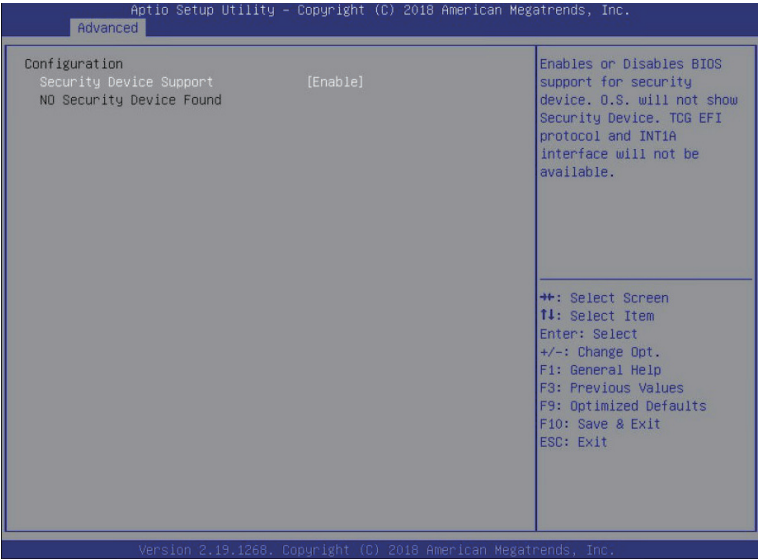 Aptio Setup Utility – Copyright (C) 2018 American Megatrends, Inc.
Advanced
Configuration
Security Device Support [Enable]
NO Security Device Found
Enables or Disables BIOS
support for security
device. O.S. will not show
Security Device. TCG EFI
protocol and INT1A
interface will not be
available.
→←: Select Screen
↑↓: Select Item
Enter: Select
+/-: Change Opt.
F1: General Help
F3: Previous Values
F9: Optimized Defaults
F10: Save & Exit
ESC: Exit
Version 2.19.1268. Copyright (C) 2018 American Megatrends, Inc.